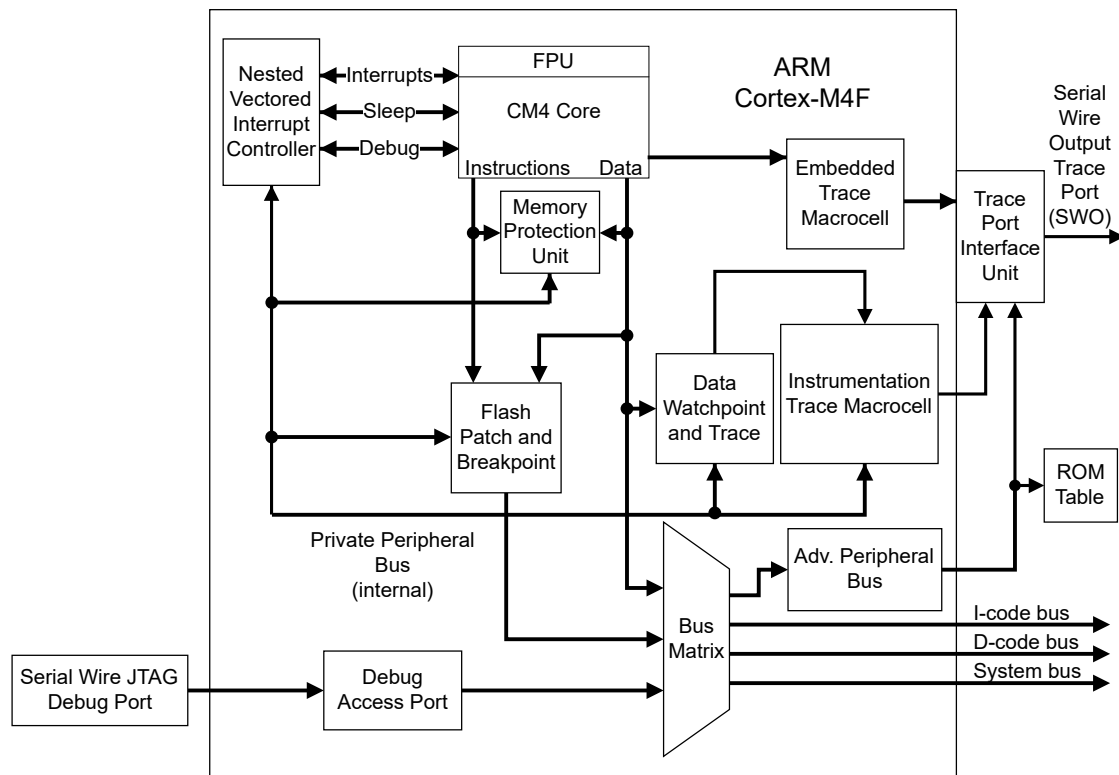 Nested
Vectored
Interrupt
Controller
Interrupts
Sleep
Debug
FPU
CM4 Core
Instructions
Data
ARM
Cortex-M4F
Memory
Protection
Unit
Embedded
Trace
Macrocell
Trace
Port
Interface
Unit
Serial
Wire
Output
Trace
Port
(SWO)
Flash
Patch and
Breakpoint
Data
Watchpoint
and Trace
Instrumentation
Trace Macrocell
ROM
Table
Private Peripheral
Bus
(internal)
Bus
Matrix
Adv. Peripheral
Bus
I-code bus
D-code bus
System bus
Serial Wire JTAG
Debug Port
Debug
Access Port